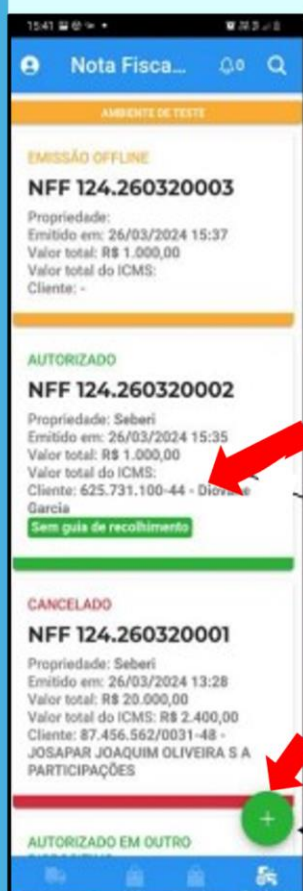 15:41
Nota Fisca...
0
AMBIENTE DE TESTE
EMISSÃO OFFLINE
NFF 124.260320003
Propriedade:
Emitido em: 26/03/2024 15:37
Valor total: R$ 1.000,00
Valor total do ICMS:
Cliente: -
AUTORIZADO
NFF 124.260320002
Propriedade: Seberi
Emitido em: 26/03/2024 15:35
Valor total: R$ 1.000,00
Valor total do ICMS:
Cliente: 625.731.100-44 -
Garcia
Sem guia de recolhimento
CANCELADO
NFF 124.260320001
Propriedade: Seberi
Emitido em: 26/03/2024 13:28
Valor total: R$ 20.000,00
Valor total do ICMS: R$ 2.400,00
Cliente: 87.456.562/0031-48 -
JOSAPAR JOAQUIM OLIVEIRA S A
PARTICIPAÇÕES
+
AUTORIZADO EM OUTRO